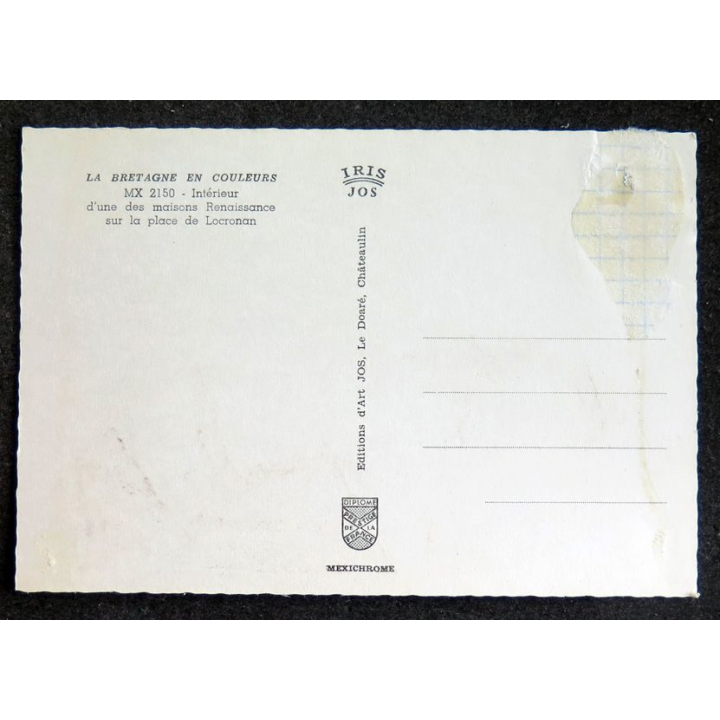 LA BRETAGNE EN COULEURS
MX 2150 - Intérieur
d'une des maisons Renaissance
sur la place de Locronan
IRIS
JOS
Editions d'Art JOS, Le Doaré, Châteaulin
DIPLOME
PRESTIGE
DE LA
FRANCE
MEXICHROME